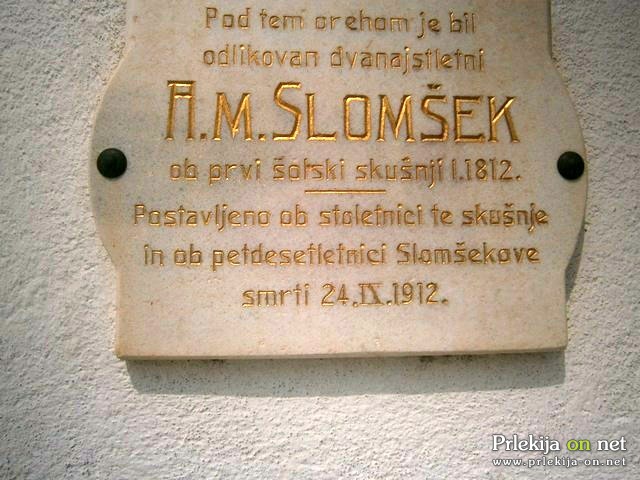 Pod tem orehom je bil
odlikovan dvanajstletni
A.M. SLOMŠEK
ob prvi šolski skušnji l. 1812.
Postavljeno ob stoletnici te skušnje
in ob petdesetletnici Slomšekove
smrti 24. IX. 1912.
Prlekija on net
www.prlekija-on.net